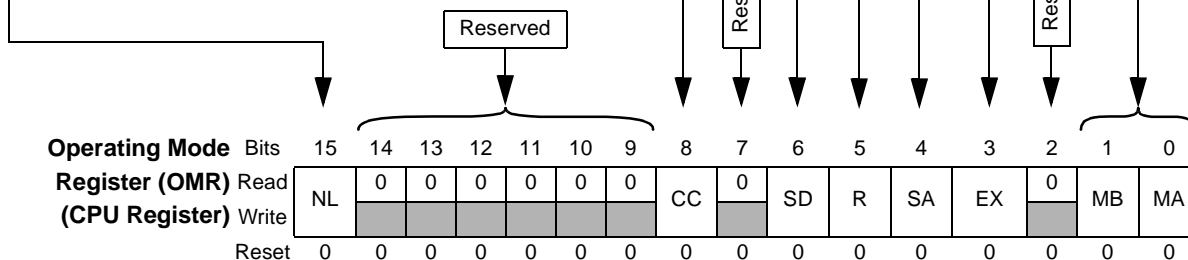 Reserved
Res
Res
Operating Mode Bits 15 14 13 12 11 10 9 8 7 6 5 4 3 2 1 0
Register (OMR) Read NL 0 0 0 0 0 0 CC 0 SD R SA EX 0 MB MA
(CPU Register) Write
Reset 0 0 0 0 0 0 0 0 0 0 0 0 0 0 0 0